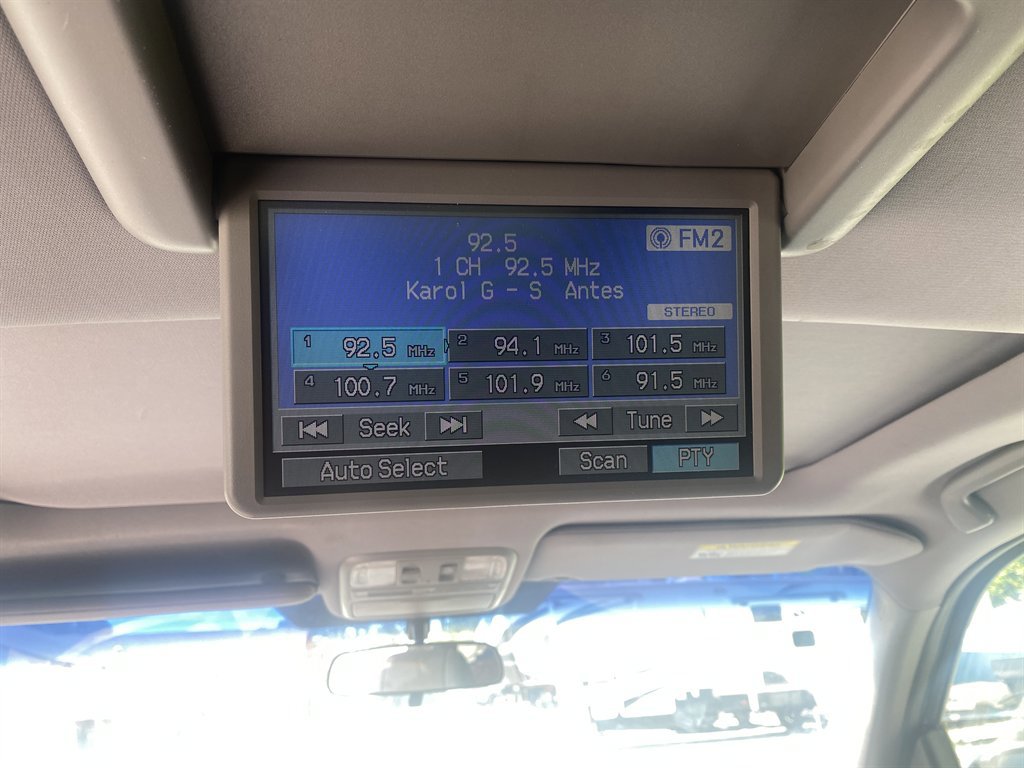 92.5
FM2
1 CH 92.5 MHz
Karol G - S Antes
STEREO
1 92.5 MHz 2 94.1 MHz 3 101.5 MHz
4 100.7 MHz 5 101.9 MHz 6 91.5 MHz
Seek Tune
Auto Select Scan PTY